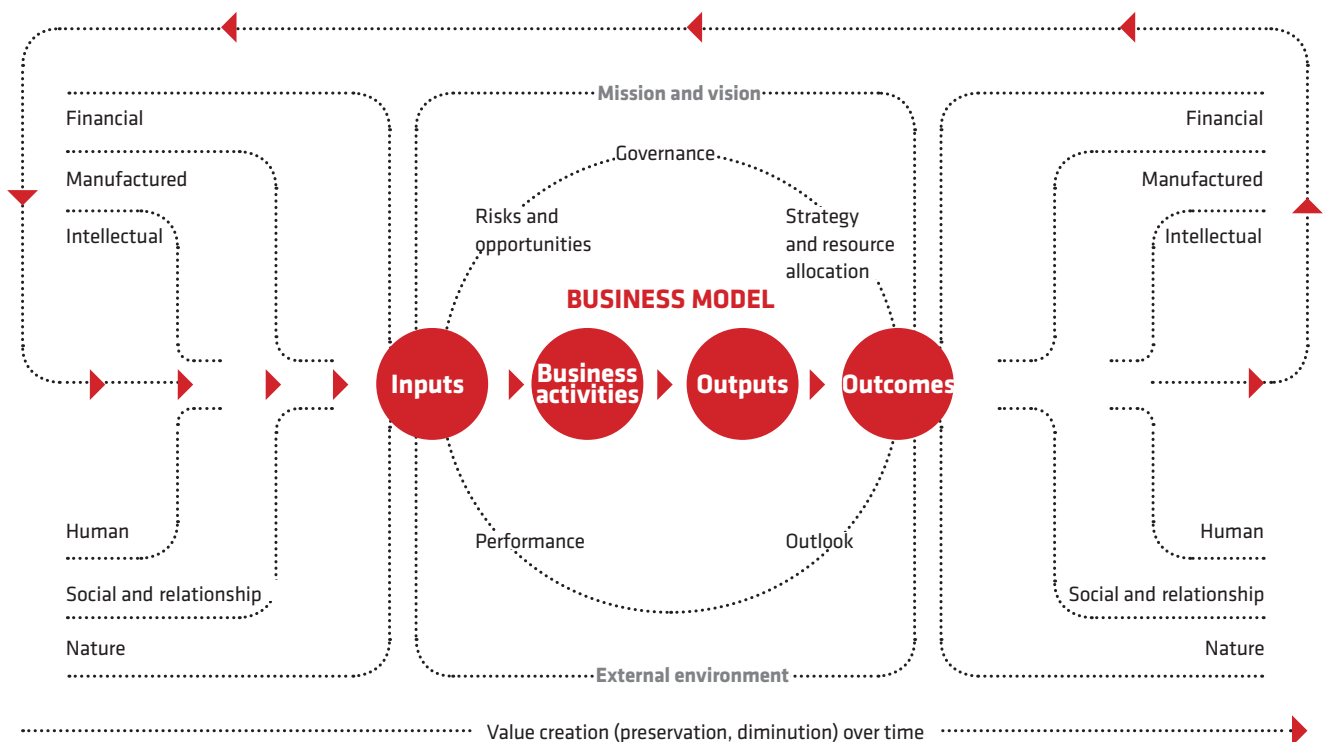 Mission and vision
Financial
Manufactured
Intellectual
Human
Social and relationship
Nature
Governance
Risks and
opportunities
Strategy
and resource
allocation
BUSINESS MODEL
Inputs
Business
activities
Outputs
Outcomes
Performance
Outlook
External environment
Financial
Manufactured
Intellectual
Human
Social and relationship
Nature
Value creation (preservation, diminution) over time